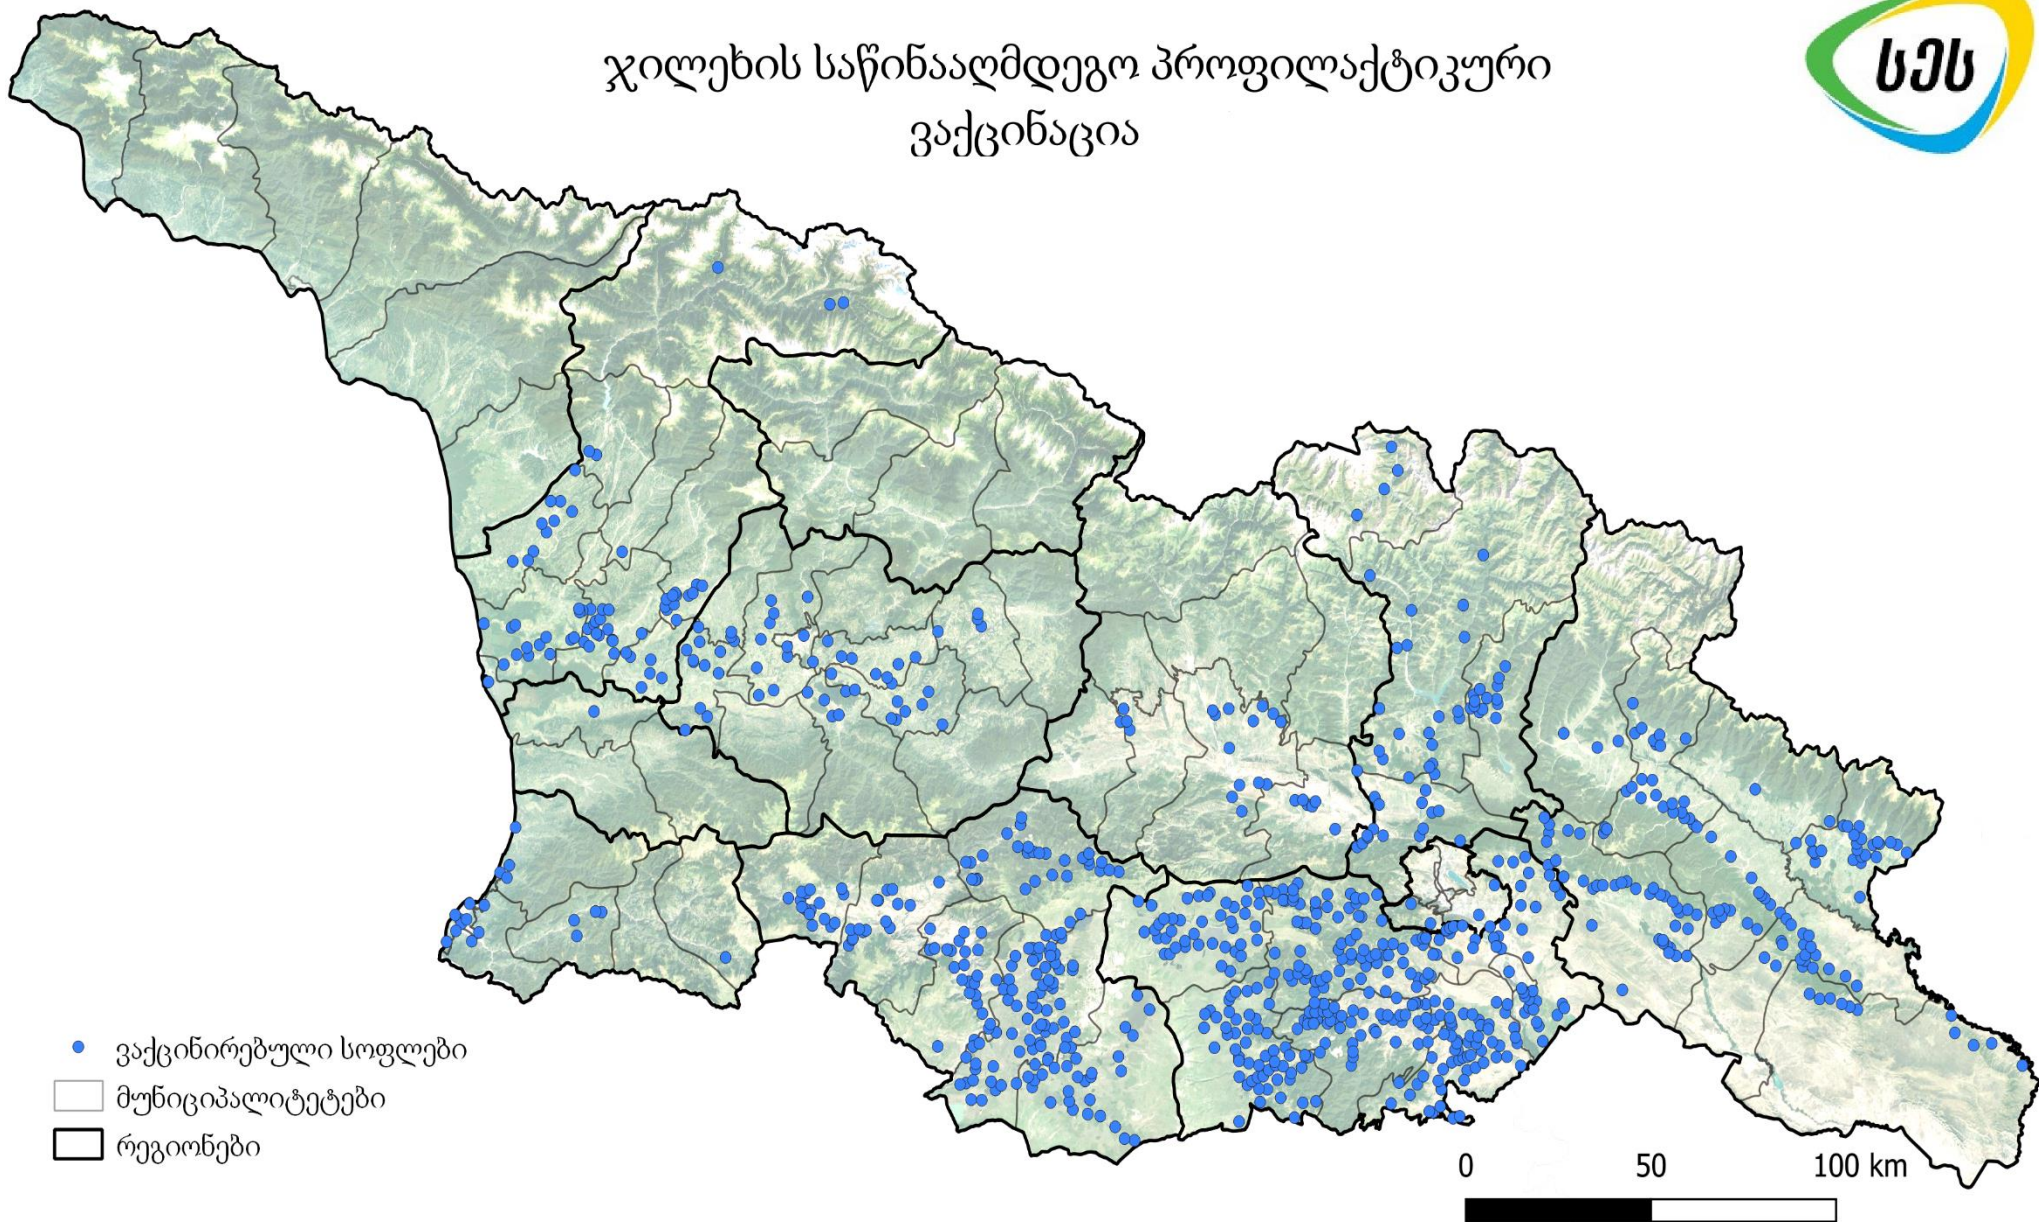 ჯილეხის საწინააღმდეგო პროფილაქტიკური
ვაქცინაცია
სეს
ვაქცინირებული სოფლები
მუნიციპალიტეტები
რეგიონები
0 50 100 km